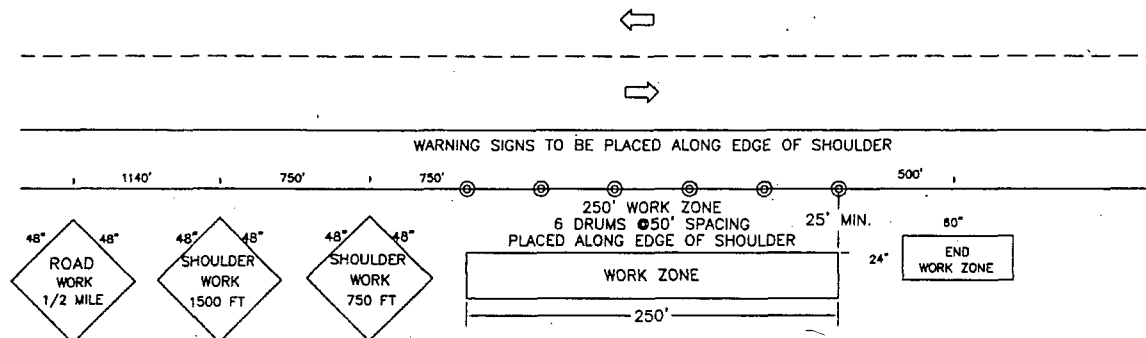 WARNING SIGNS TO BE PLACED ALONG EDGE OF SHOULDER
1140'
750'
750'
500'
250' WORK ZONE
6 DRUMS @50' SPACING
PLACED ALONG EDGE OF SHOULDER
25' MIN.
48" 48"
ROAD
WORK
1/2 MILE
48" 48"
SHOULDER
WORK
1500 FT
48" 48"
SHOULDER
WORK
750 FT
WORK ZONE
250'
24"
60"
END
WORK ZONE